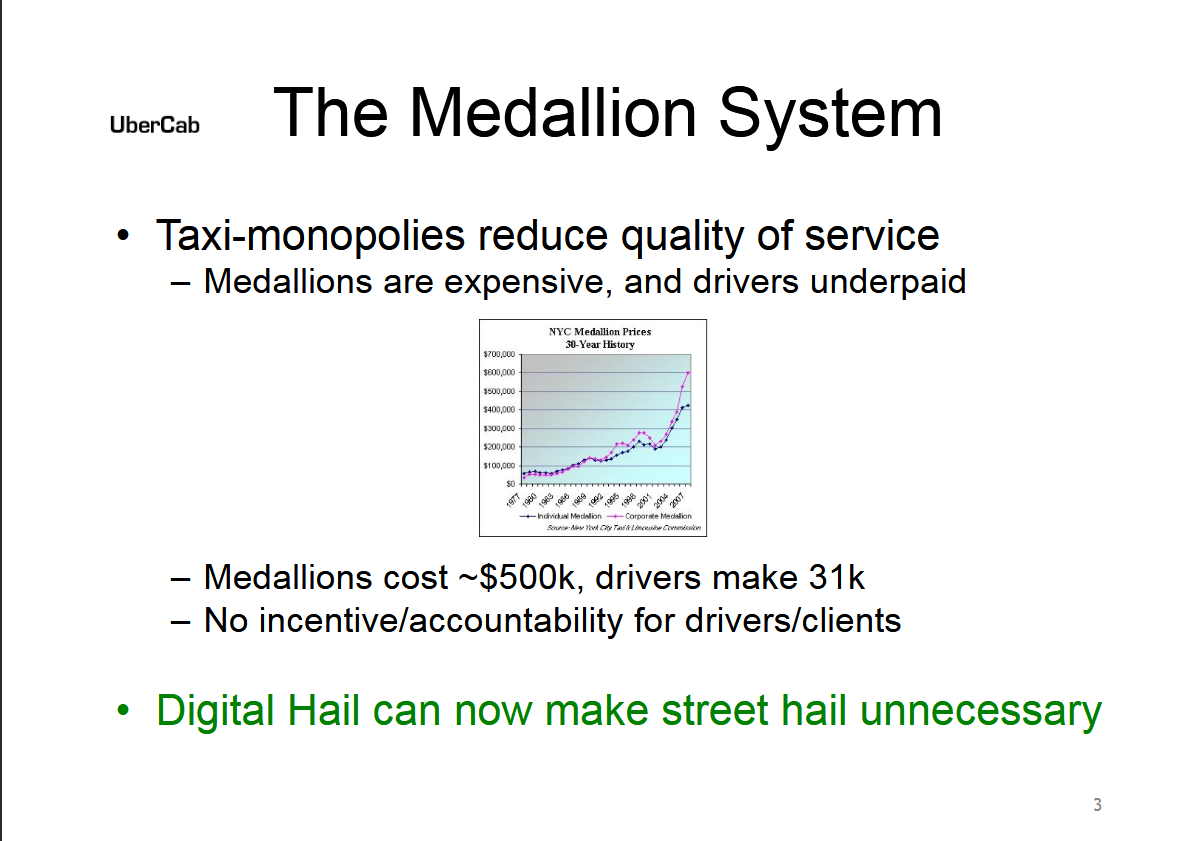 UberCab
The Medallion System
• Taxi-monopolies reduce quality of service
– Medallions are expensive, and drivers underpaid
NYC Medallion Prices
30-Year History
$700,000
$600,000
$500,000
$400,000
$300,000
$200,000
$100,000
$0
1977
1980
1983
1986
1989
1992
1995
1998
2001
2004
2007
Individual Medallion
Corporate Medallion
Source: New York City Taxi & Limousine Commission
– Medallions cost ~$500k, drivers make 31k
– No incentive/accountability for drivers/clients
• Digital Hail can now make street hail unnecessary
3